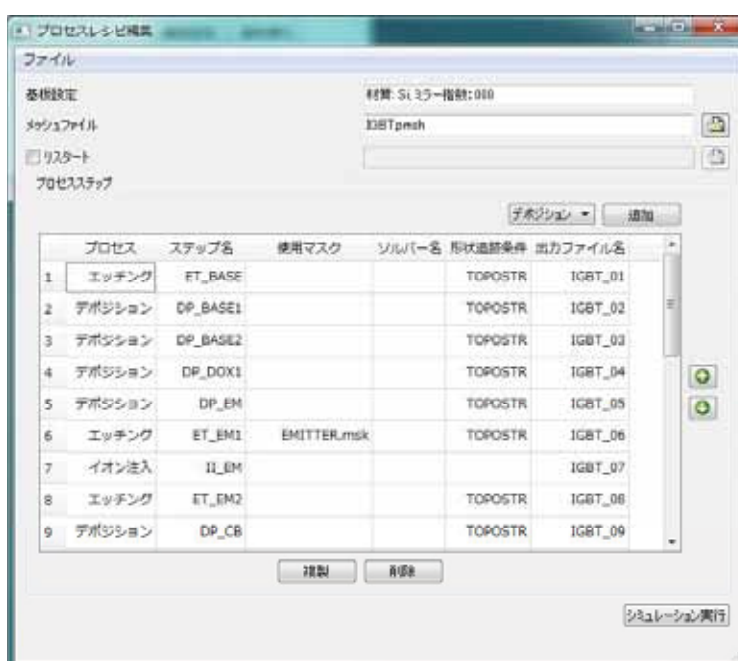 プロセスレシピ編集
ファイル
基板設定 材質: Si, ミラー指数:000
メッシュファイル IGBT.pmsh
リスタート
プロセスステップ
デポジション 追加
プロセス ステップ名 使用マスク ソルバー名 形状追跡条件 出力ファイル名
1 エッチング ET_BASE TOPOSTR IGBT_01
2 デポジション DP_BASE1 TOPOSTR IGBT_02
3 デポジション DP_BASE2 TOPOSTR IGBT_03
4 デポジション DP_DOX1 TOPOSTR IGBT_04
5 デポジション DP_EM TOPOSTR IGBT_05
6 エッチング ET_EM1 EMITTER.msk TOPOSTR IGBT_06
7 イオン注入 II_EM IGBT_07
8 エッチング ET_EM2 TOPOSTR IGBT_08
9 デポジション DP_CB TOPOSTR IGBT_09
複製 削除
シミュレーション実行